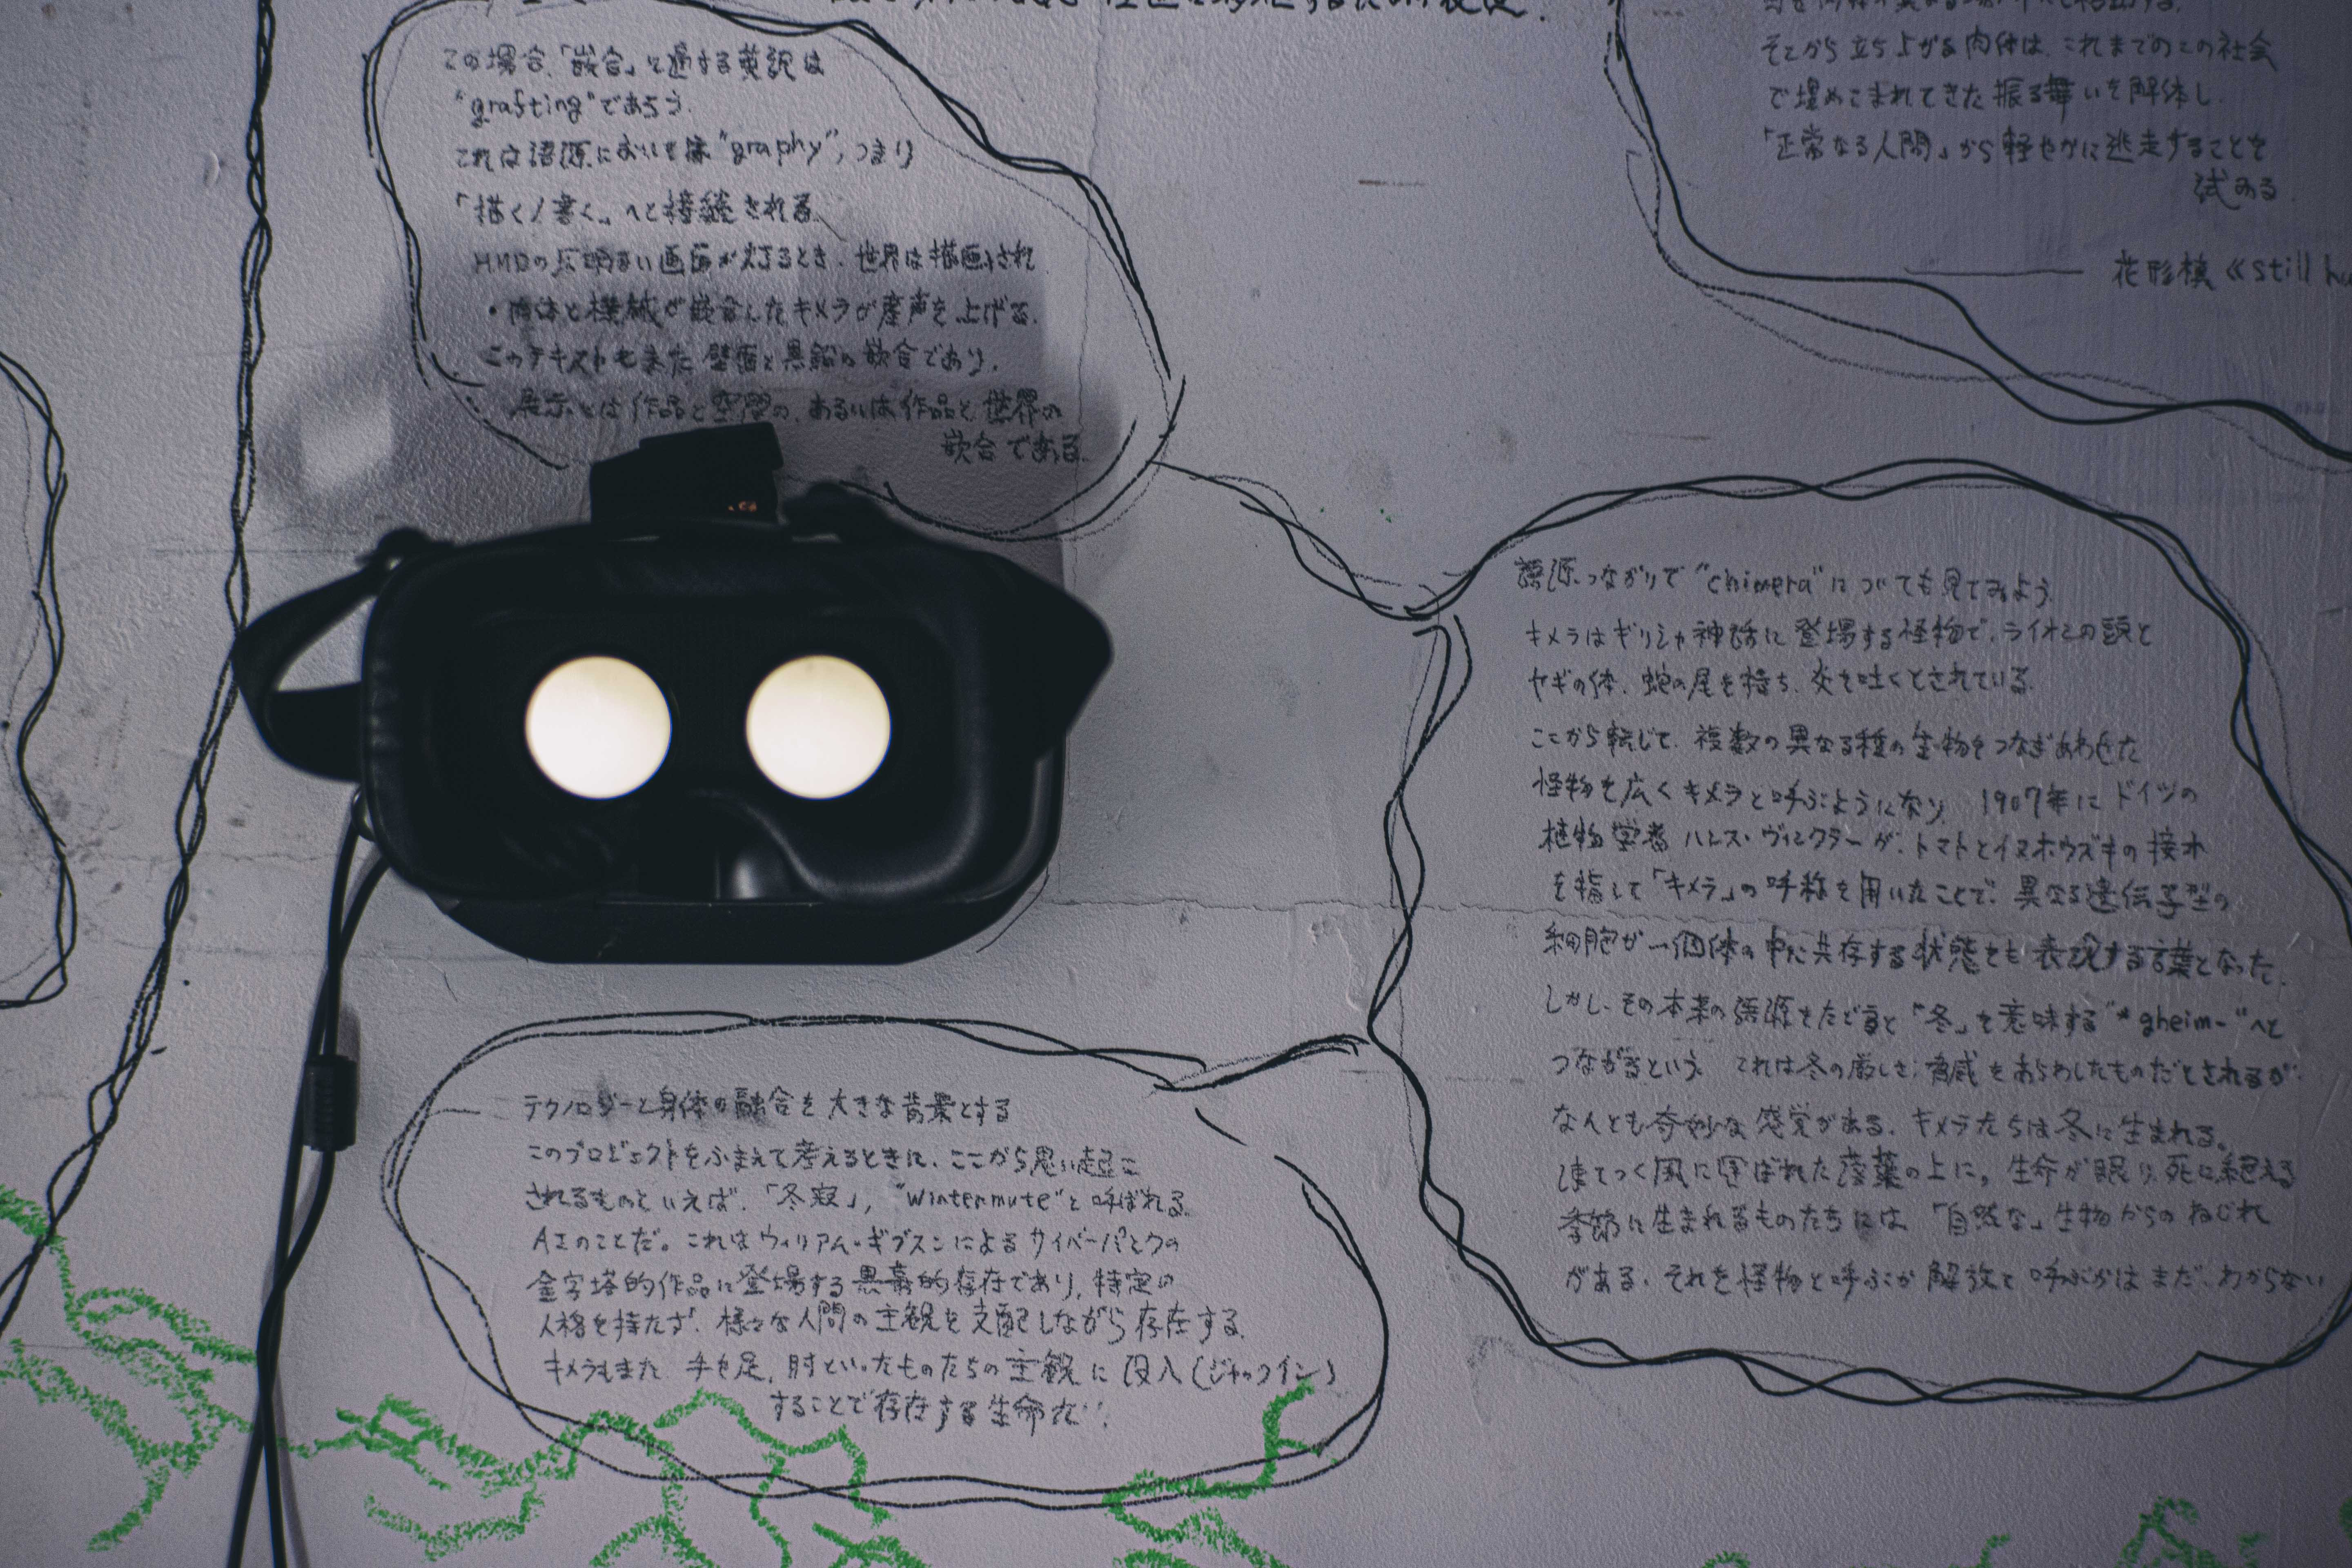 この場合、「嵌合」と通ずる英訳は
"grafting"であろう.
これは語源においては "graphy", つまり
「描く/書く」へと接続される.
HMDの 明るい画面が灯るとき、世界は描画され
・肉体と機械が嵌合したキメラが産声を上げる.
このテキストもまた 壁面と黒鉛の嵌合であり.
展示とは作品と空間の、あるいは作品と世界の
嵌合である.
そこから立ち上がる肉体は、これまでのこの社会
で埋めこまれてきた振る舞いを解体し.
「正常なる人間」から軽やかに逃走することを
試みる.
花形槙 ≪still
語源つながりで "chimera" についても見てみよう.
キメラはギリシャ神話に登場する怪物で、ライオンの頭と
ヤギの体、蛇の尾を持ち、炎を吐くとされている.
ここから転じて、複数の異なる種の生物をつなぎあわせた
怪物を広くキメラと呼ぶようになり、1907年にドイツの
植物学者ハンス・ヴィンクラーが、トマトとイヌホウズキの接ぎ木
を指して「キメラ」の呼称を用いたことで、異なる遺伝子型の
細胞が一個体の中に共存する状態をも表現する言葉となった.
しかし、その本来の語源をたどると「冬」を意味する "*gheim-"へと
つながるという. これは冬の厳しさ、脅威をあらわしたものだとされるが.
なんとも奇妙な感覚がある. キメラたちは冬に生まれる。
凍てつく風に運ばれた落葉の上に。生命が眠り、死に絶える
季節に生まれるものたちには「自然な」生物からのねじれ
がある. それを怪物と呼ぶか解放と呼ぶかはまだ、わからない
テクノロジーと身体の融合を大きな背景とする
このプロジェクトをふまえて考えるときに、ここから思い起こ
されるものといえば、「冬寂」, "Wintermute"と呼ばれる
AIのことだ。これはウィリアム・ギブスンによるサイバーパンクの
金字塔的作品に登場する黒幕的存在であり, 特定の
人格を持たず、様々な人間の主観を支配しながら存在する.
キメラもまた 手や足, 肘といったものたちの主観に没入(ジャックイン)
することで存在する生命だ.